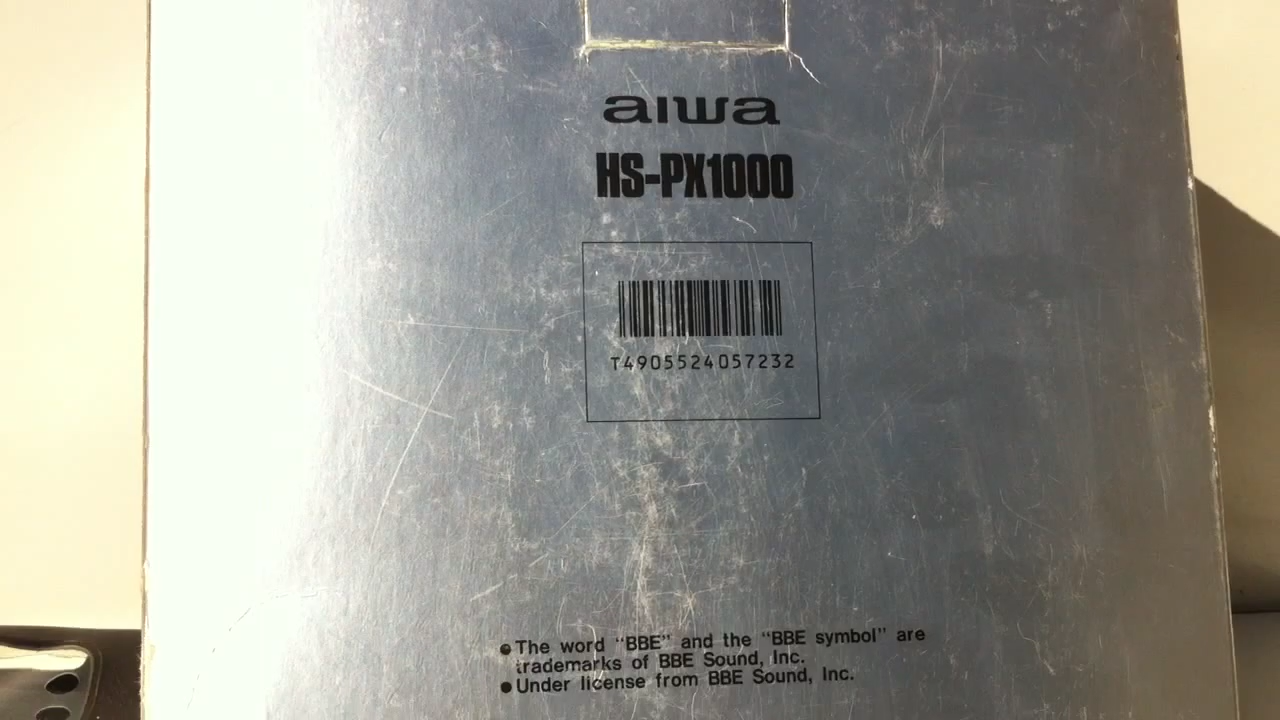 aiwa
HS-PX1000
T4905524057232
●The word “BBE” and the “BBE symbol” are
trademarks of BBE Sound, Inc.
●Under license from BBE Sound, Inc.